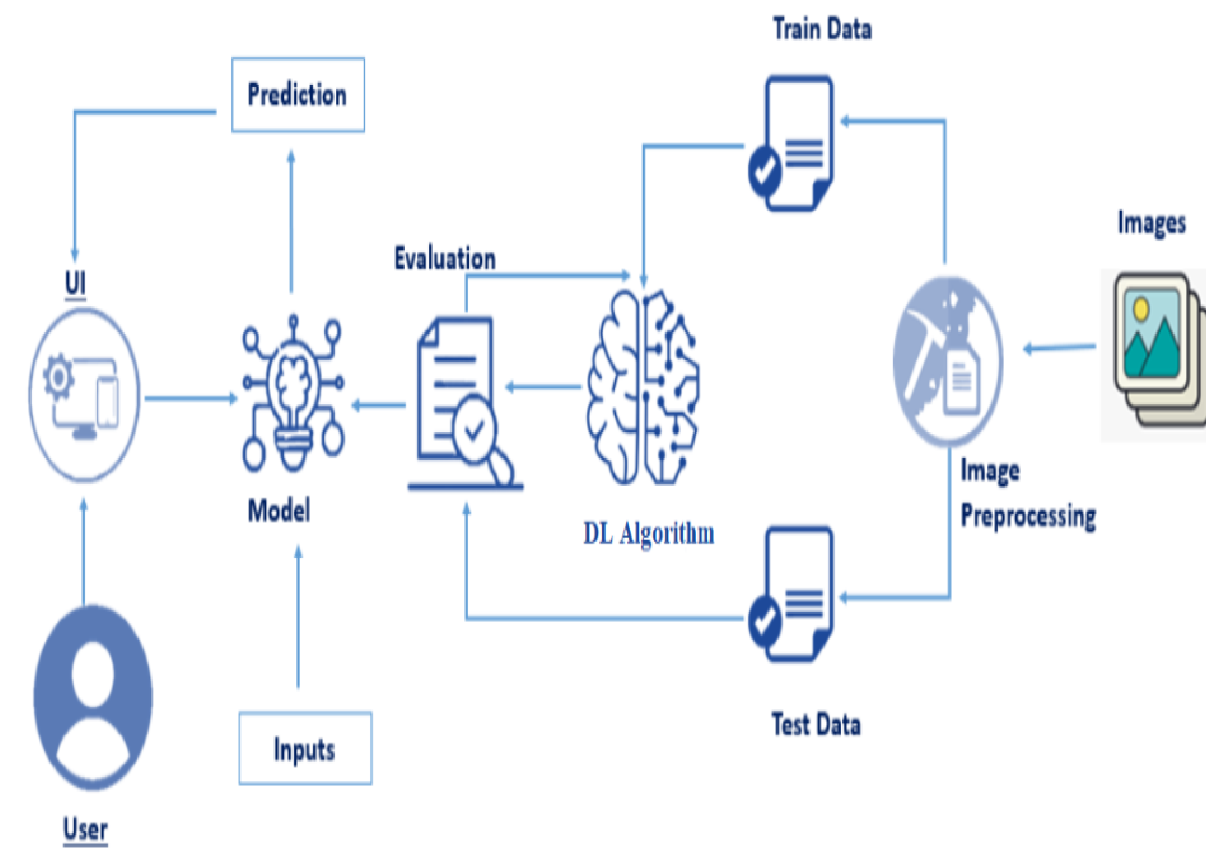 Train Data
Prediction
Images
Evaluation
UI
Image
Preprocessing
Model
DL Algorithm
Test Data
Inputs
User